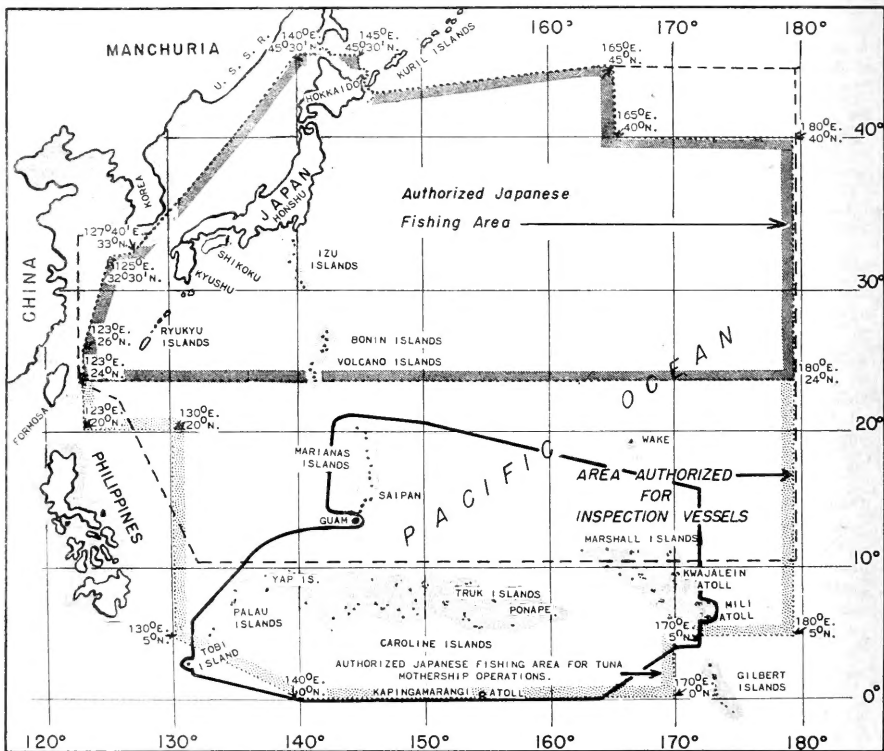 160°
170°
180°
140°E.
45°30'N.
145°E.
45°30'N.
MANCHURIA
U.S.S.R.
KURIL ISLANDS
165°E.
45°N.
HOKKAIDO
165°E.
40°N.
180°E.
40°N.
40°
KOREA
JAPAN
HONSHU
Authorized Japanese
Fishing Area
127°40'E.
33°N.
125°E.
32°30'N.
SHIKOKU
KYUSHU
IZU
ISLANDS
CHINA
30°
123°E.
26°N.
RYUKYU
ISLANDS
BONIN ISLANDS
VOLCANO ISLANDS
123°E.
24°N.
180°E.
24°N.
PACIFIC OCEAN
FORMOSA
123°E.
20°N.
130°E.
20°N.
20°
WAKE
MARIANAS
ISLANDS
SAIPAN
GUAM
PHILIPPINES
AREA AUTHORIZED
FOR
INSPECTION VESSELS
MARSHALL ISLANDS
10°
YAP IS.
TRUK ISLANDS
PONAPE
KWAJALEIN
ATOLL
PALAU
ISLANDS
MILI
ATOLL
130°E.
5°N.
170°E.
5°N.
180°E.
5°N.
TOBI
ISLAND
CAROLINE ISLANDS
AUTHORIZED JAPANESE FISHING AREA FOR TUNA
MOTHERSHIP OPERATIONS.
140°E.
0°N.
KAPINGAMARANGI ATOLL
170°E.
0°N.
GILBERT
ISLANDS
0°
120°
130°
140°
150°
160°
170°
180°